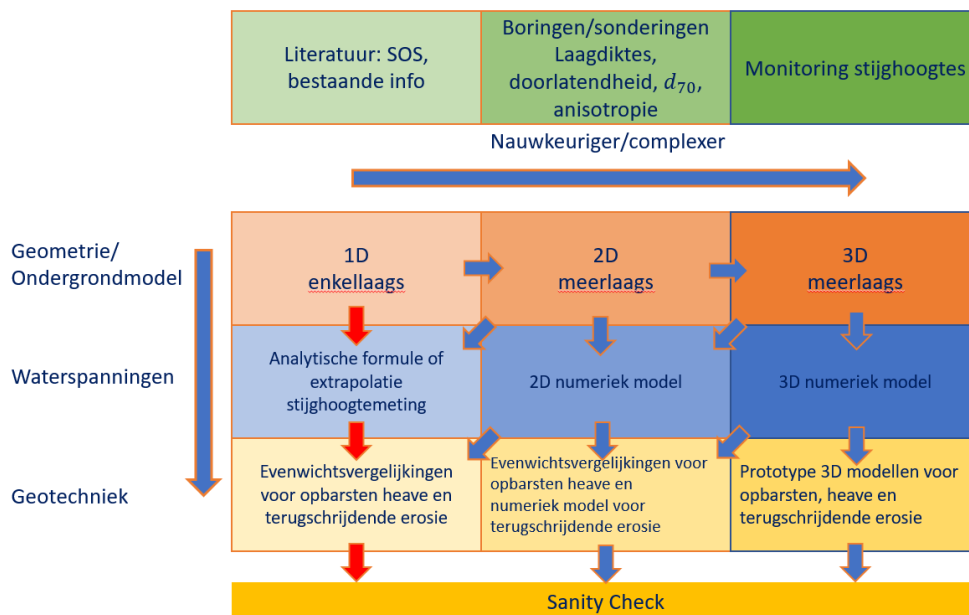 Literatuur: SOS,
bestaande info
Boringen/sonderingen
Laagdiktes,
doorlatendheid, d₇₀,
anisotropie
Monitoring stijghoogtes
Nauwkeuriger/complexer
Geometrie/
Ondergrondmodel
1D
enkellaags
2D
meerlaags
3D
meerlaags
Waterspanningen
Analytische formule of
extrapolatie
stijghoogtemeting
2D numeriek model
3D numeriek model
Geotechniek
Evenwichtsvergelijkingen
voor opbarsten heave en
terugschrijdende erosie
Evenwichtsvergelijkingen voor
opbarsten heave en
numeriek model voor
terugschrijdende erosie
Prototype 3D modellen voor
opbarsten, heave en
terugschrijdende erosie
Sanity Check